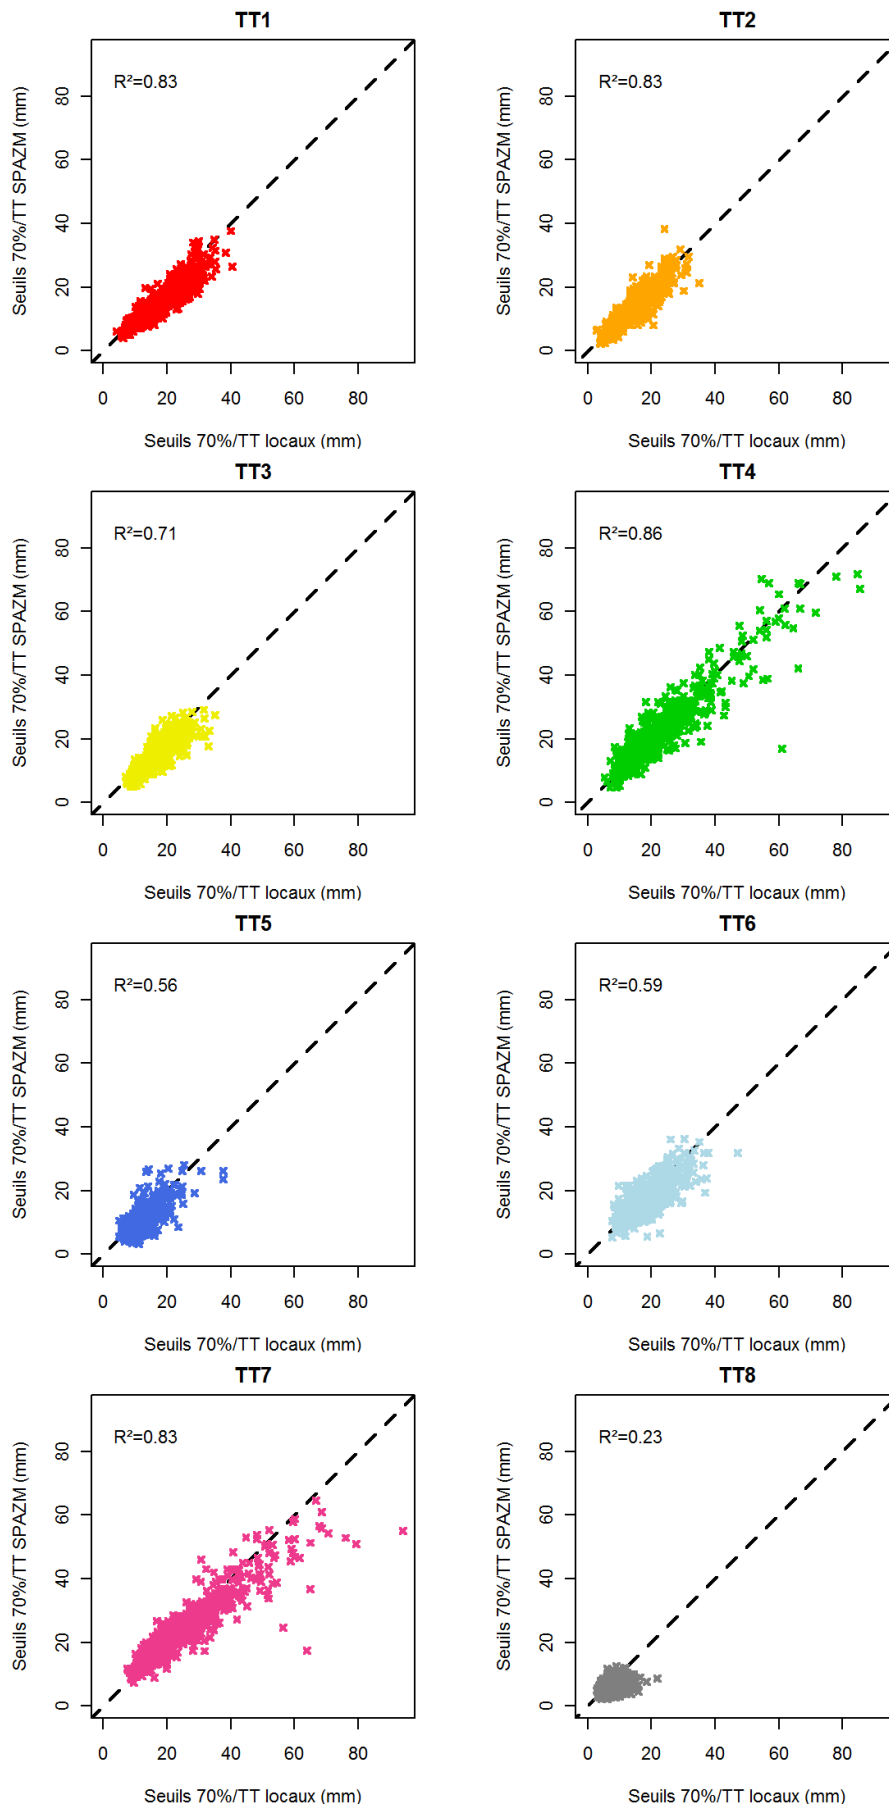 TT1
R²=0.83
Seuils 70%/TT SPAZM (mm)
80
60
40
20
0
0 20 40 60 80
Seuils 70%/TT locaux (mm)
TT2
R²=0.83
Seuils 70%/TT SPAZM (mm)
80
60
40
20
0
0 20 40 60 80
Seuils 70%/TT locaux (mm)
TT3
R²=0.71
Seuils 70%/TT SPAZM (mm)
80
60
40
20
0
0 20 40 60 80
Seuils 70%/TT locaux (mm)
TT4
R²=0.86
Seuils 70%/TT SPAZM (mm)
80
60
40
20
0
0 20 40 60 80
Seuils 70%/TT locaux (mm)
TT5
R²=0.56
Seuils 70%/TT SPAZM (mm)
80
60
40
20
0
0 20 40 60 80
Seuils 70%/TT locaux (mm)
TT6
R²=0.59
Seuils 70%/TT SPAZM (mm)
80
60
40
20
0
0 20 40 60 80
Seuils 70%/TT locaux (mm)
TT7
R²=0.83
Seuils 70%/TT SPAZM (mm)
80
60
40
20
0
0 20 40 60 80
Seuils 70%/TT locaux (mm)
TT8
R²=0.23
Seuils 70%/TT SPAZM (mm)
80
60
40
20
0
0 20 40 60 80
Seuils 70%/TT locaux (mm)